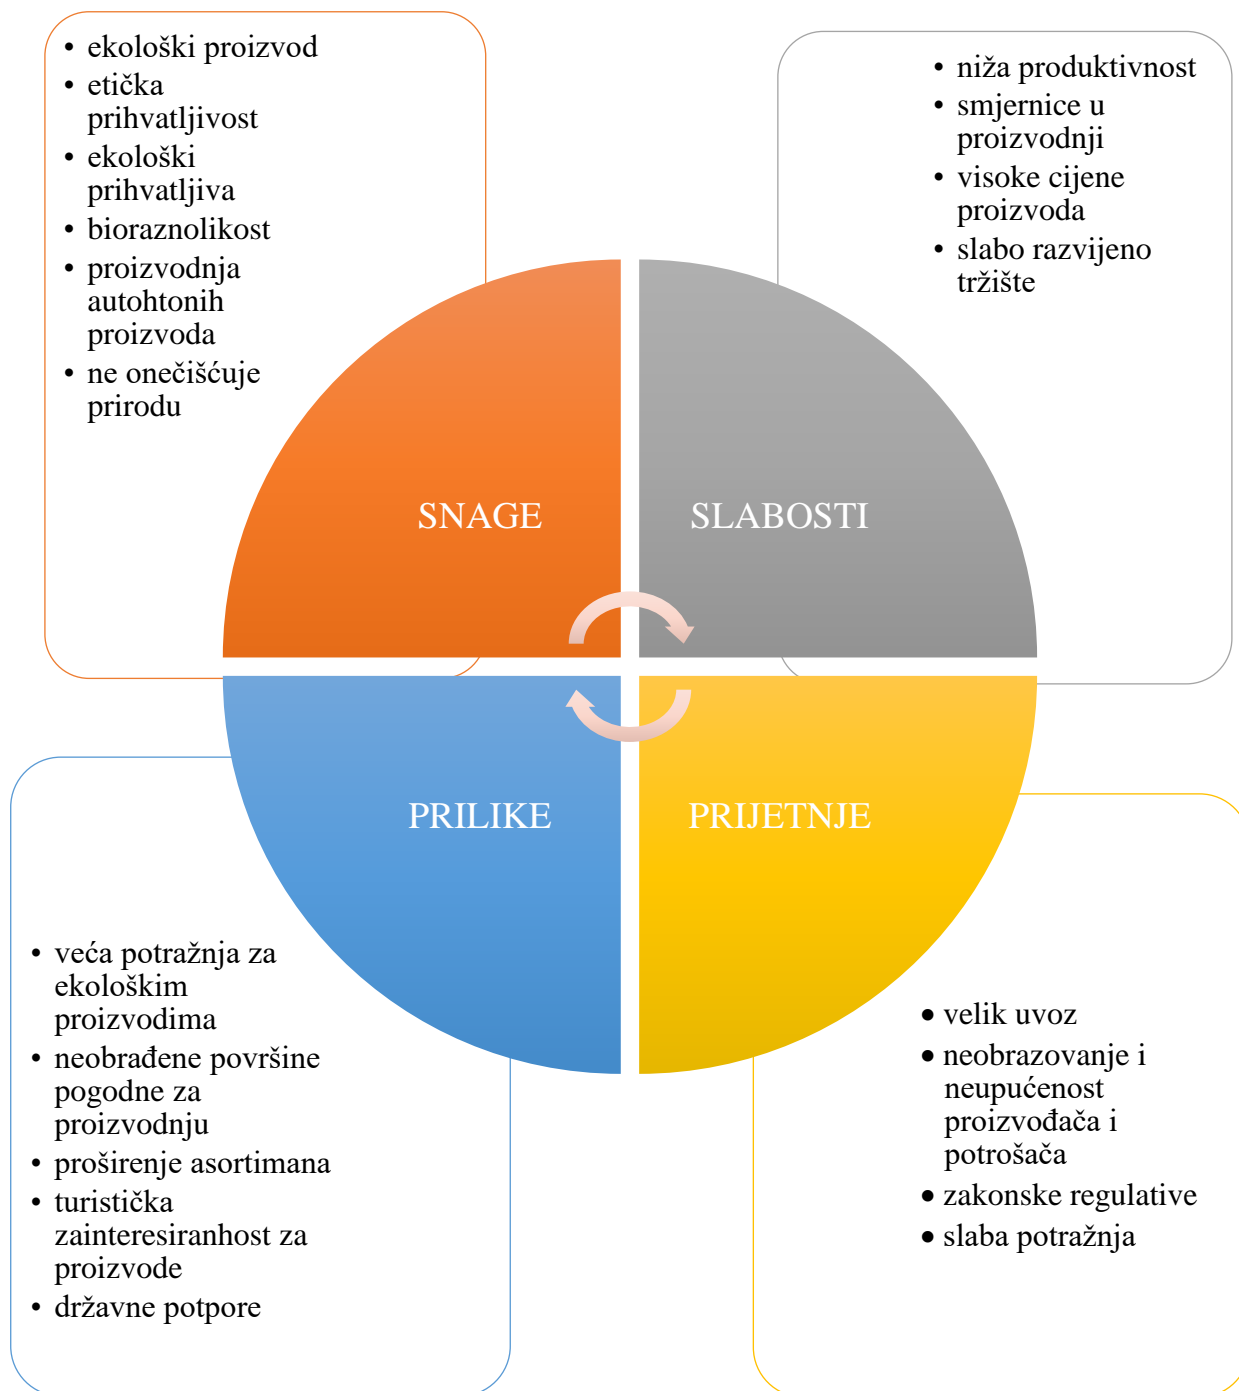 • ekološki proizvod
• etička
prihvatljivost
• ekološki
prihvatljiva
• bioraznolikost
• proizvodnja
autohtonih
proizvoda
• ne onečišćuje
prirodu
• niža produktivnost
• smjernice u
proizvodnji
• visoke cijene
proizvoda
• slabo razvijeno
tržište
SNAGE
SLABOSTI
PRILIKE
PRIJETNJE
• veća potražnja za
ekološkim
proizvodima
• neobrađene površine
pogodne za
proizvodnju
• proširenje asortimana
• turistička
zainteresiranhost za
proizvode
• državne potpore
• velik uvoz
• neobrazovanje i
neupućenost
proizvođača i
potrošača
• zakonske regulative
• slaba potražnja